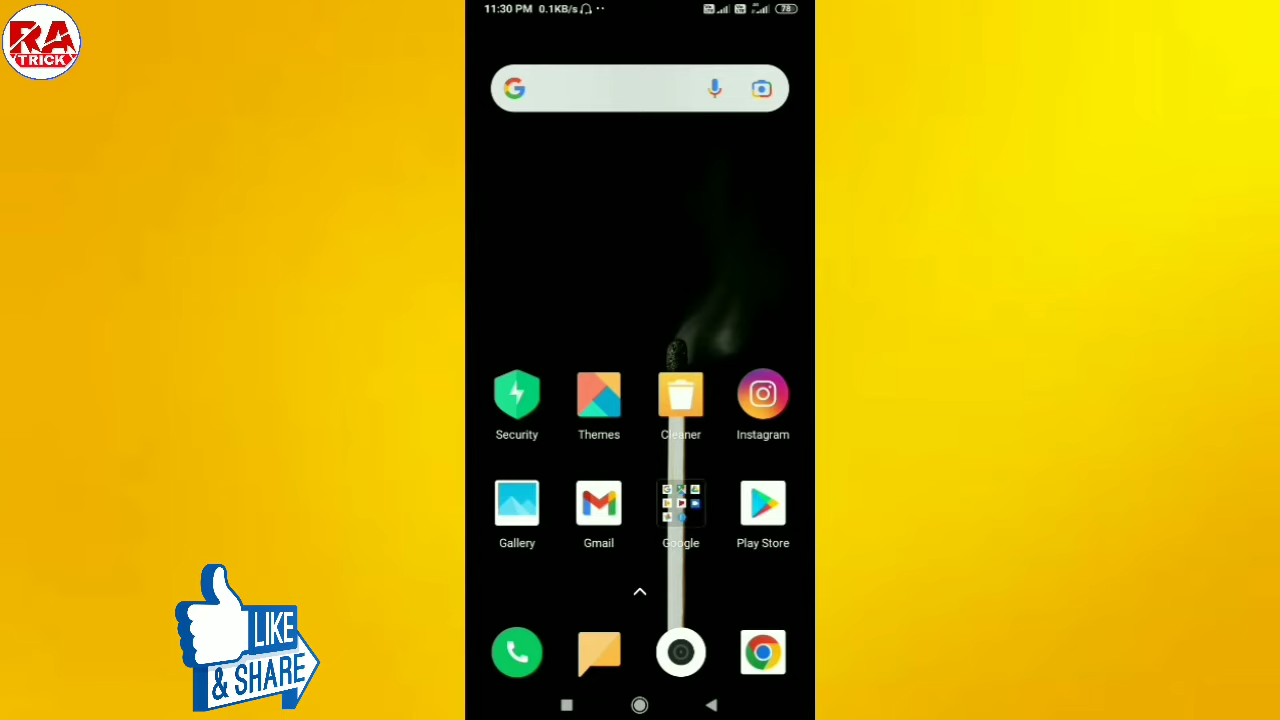 RA
TRICK
11:30 PM 0.1KB/s
78
Security
Themes
Cleaner
Instagram
Gallery
Gmail
Google
Play Store
LIKE
& SHARE